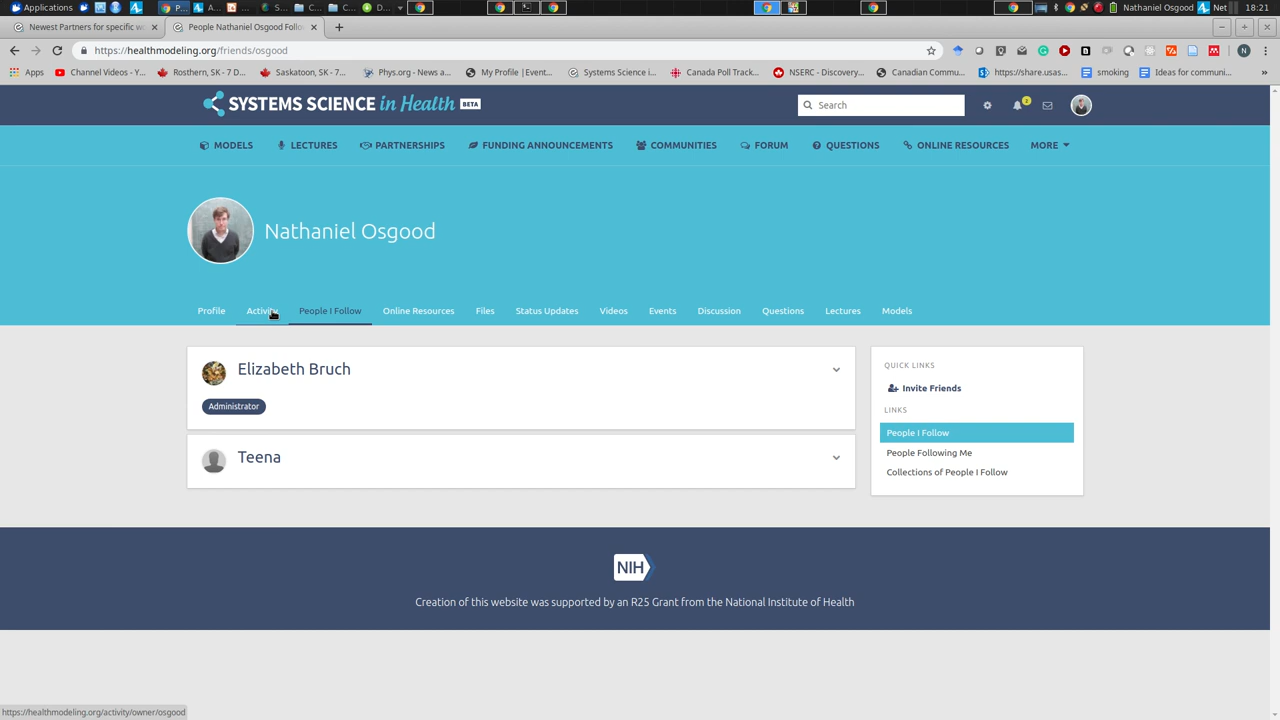 Applications P... T... C... C... D... Nathaniel Osgood Net 18:21
Newest Partners for specific w People Nathaniel Osgood Follo
https://healthmodeling.org/friends/osgood
Apps Channel Videos - Y... Rosthern, SK - 7 D... Saskatoon, SK - 7... Phys.org - News a... My Profile |Event... Systems Science i... Canada Poll Track... NSERC - Discovery... Canadian Commu... https://share.usas... smoking Ideas for communi... »
SYSTEMS SCIENCE in Health BETA Search
MODELS LECTURES PARTNERSHIPS FUNDING ANNOUNCEMENTS COMMUNITIES FORUM QUESTIONS ONLINE RESOURCES MORE
Nathaniel Osgood
Profile Activity People I Follow Online Resources Files Status Updates Videos Events Discussion Questions Lectures Models
Elizabeth Bruch
Administrator
Teena
QUICK LINKS
Invite Friends
LINKS
People I Follow
People Following Me
Collections of People I Follow
NIH
Creation of this website was supported by an R25 Grant from the National Institute of Health
https://healthmodeling.org/activity/owner/osgood